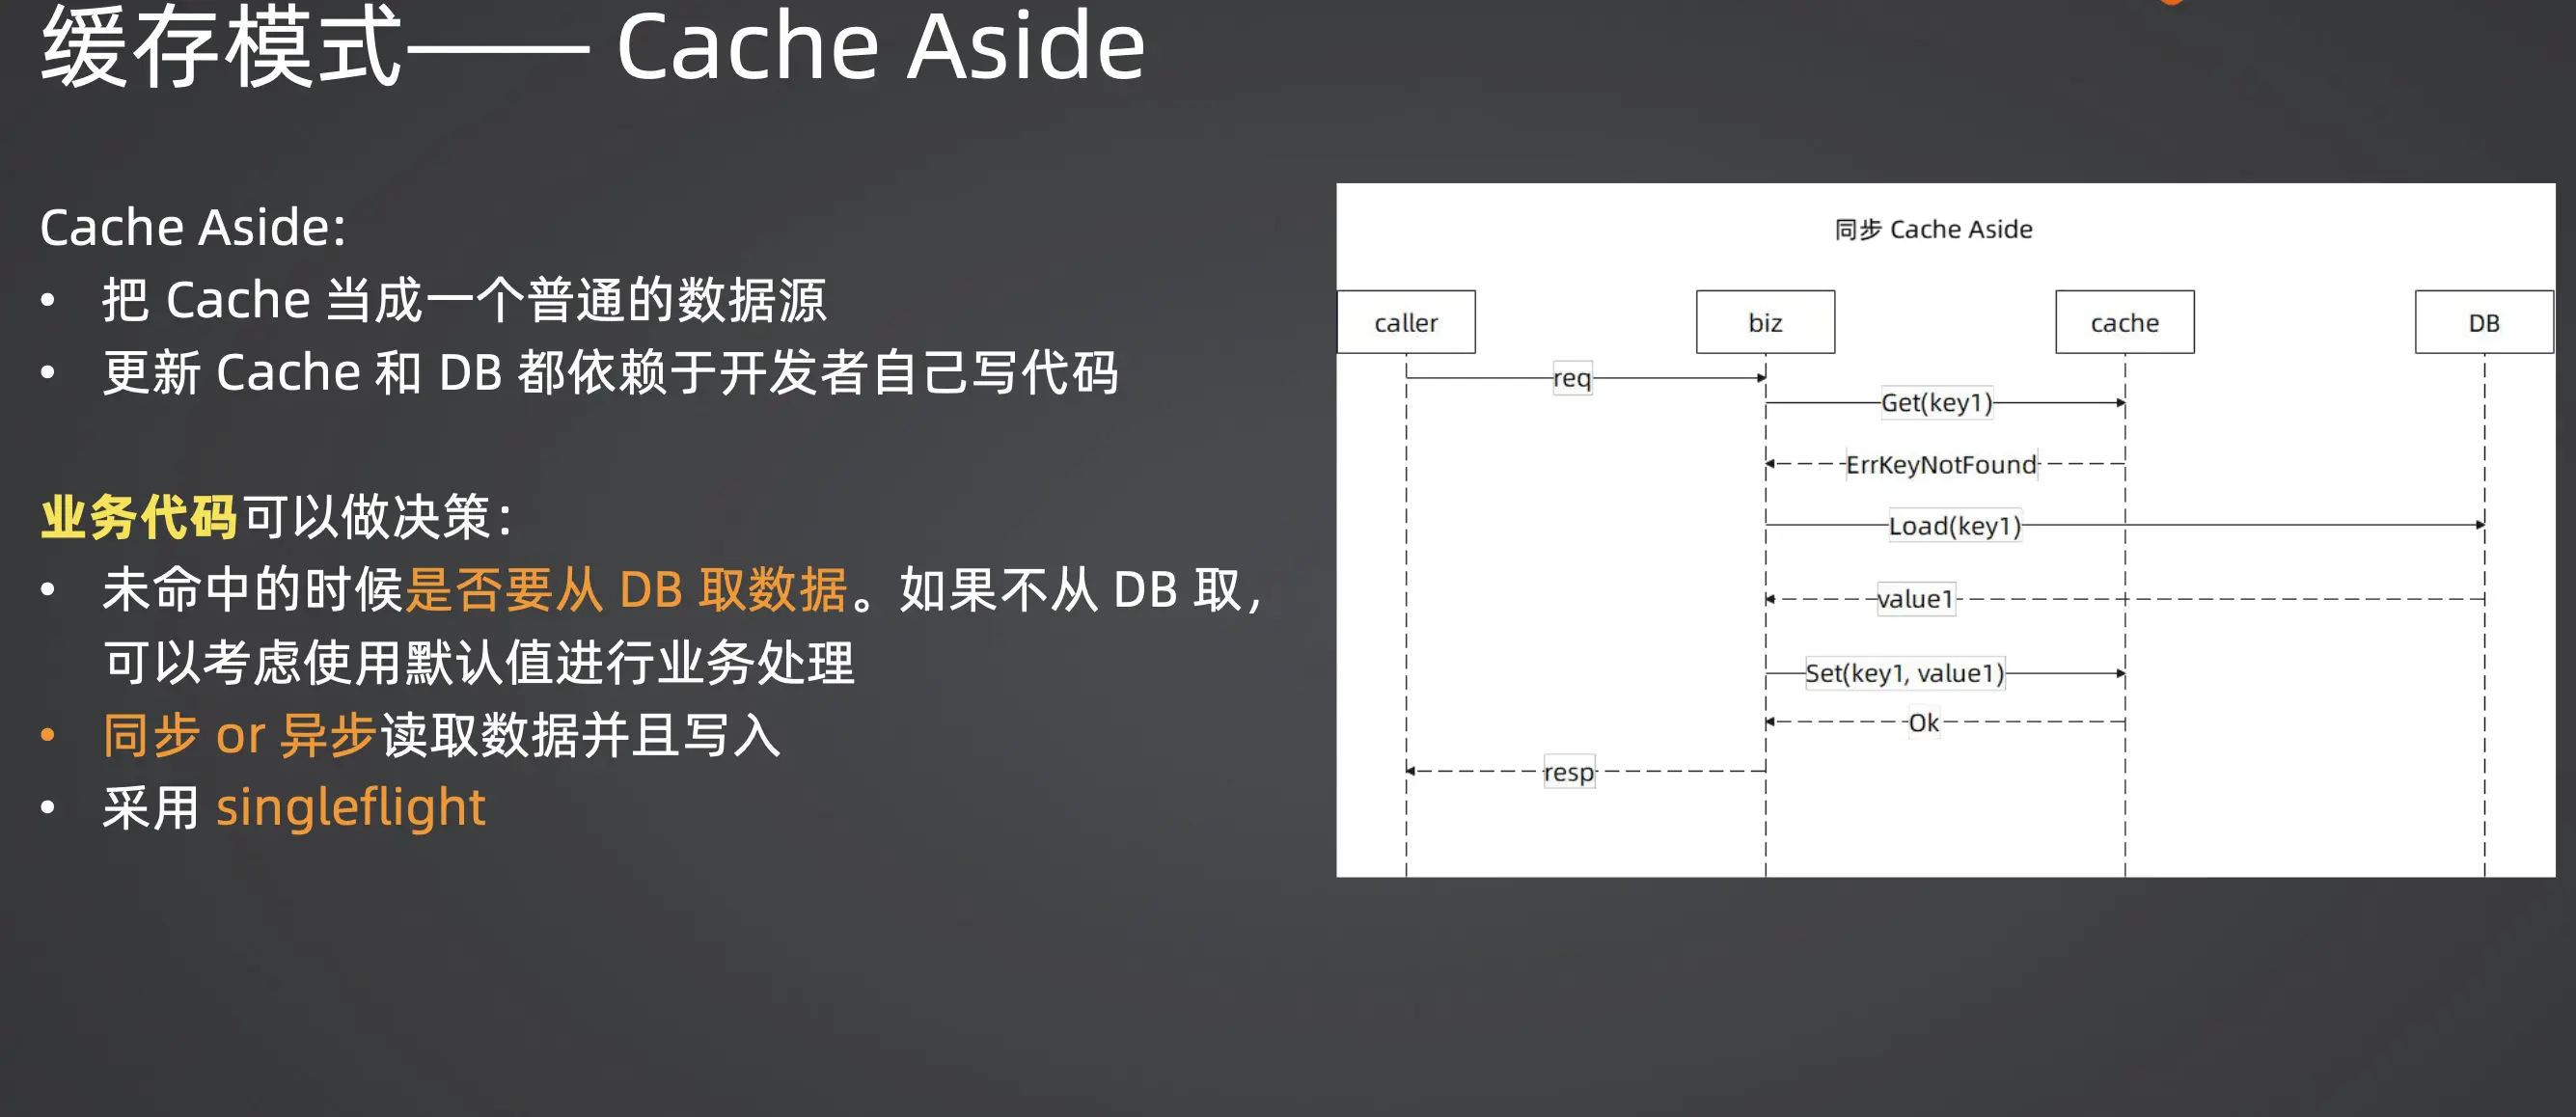 缓存模式—— Cache Aside
Cache Aside:
• 把 Cache 当成一个普通的数据源
• 更新 Cache 和 DB 都依赖于开发者自己写代码
业务代码可以做决策：
• 未命中的时候是否要从 DB 取数据。如果不从 DB 取，
可以考虑使用默认值进行业务处理
• 同步 or 异步读取数据并且写入
• 采用 singleflight
同步 Cache Aside
caller biz cache DB
req
Get(key1)
ErrKeyNotFound
Load(key1)
value1
Set(key1, value1)
Ok
resp